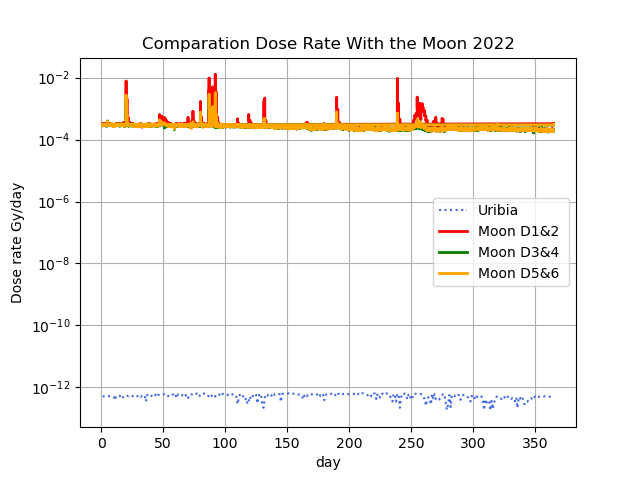 Comparation Dose Rate With the Moon 2022
Dose rate Gy/day
10⁻²
10⁻⁴
10⁻⁶
10⁻⁸
10⁻¹⁰
10⁻¹²
Uribia
Moon D1&2
Moon D3&4
Moon D5&6
0 50 100 150 200 250 300 350
day